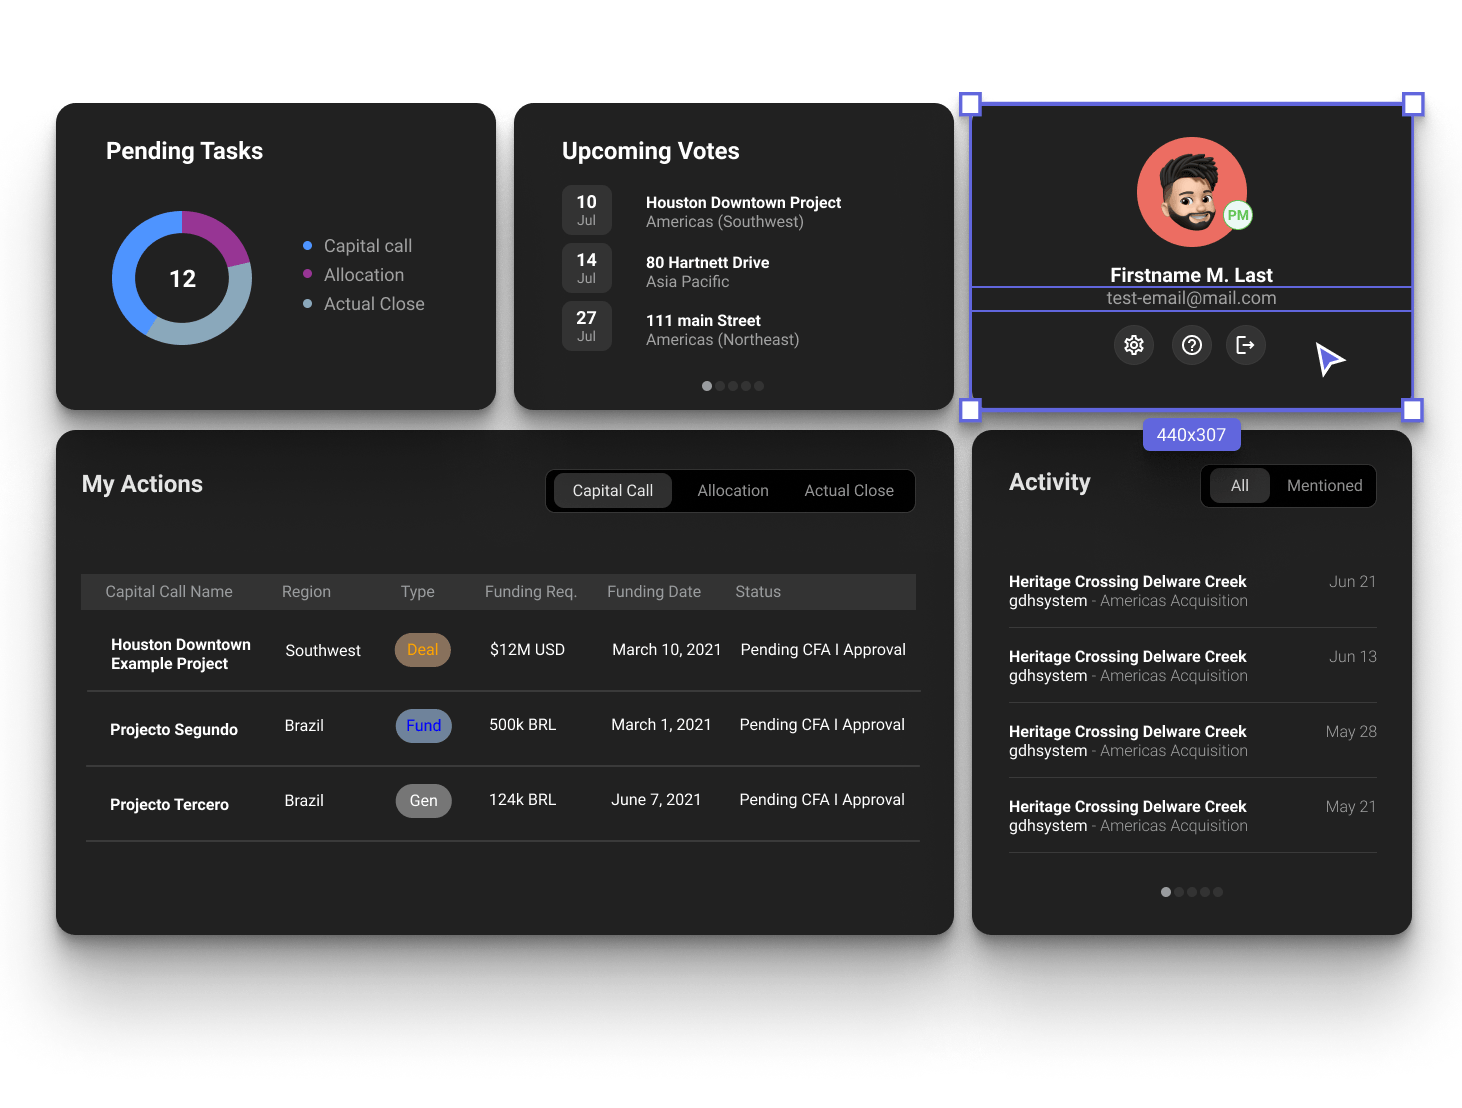 Pending Tasks
12
Capital call
Allocation
Actual Close
Upcoming Votes
10
Jul
Houston Downtown Project
Americas (Southwest)
14
Jul
80 Hartnett Drive
Asia Pacific
27
Jul
111 main Street
Americas (Northeast)
PM
Firstname M. Last
test-email@mail.com
440x307
My Actions
Capital Call Allocation Actual Close
Capital Call Name Region Type Funding Req. Funding Date Status
Houston Downtown
Example Project
Southwest Deal $12M USD March 10, 2021 Pending CFA I Approval
Projecto Segundo Brazil Fund 500k BRL March 1, 2021 Pending CFA I Approval
Projecto Tercero Brazil Gen 124k BRL June 7, 2021 Pending CFA I Approval
Activity
All Mentioned
Heritage Crossing Delware Creek Jun 21
gdhsystem - Americas Acquisition
Heritage Crossing Delware Creek Jun 13
gdhsystem - Americas Acquisition
Heritage Crossing Delware Creek May 28
gdhsystem - Americas Acquisition
Heritage Crossing Delware Creek May 21
gdhsystem - Americas Acquisition